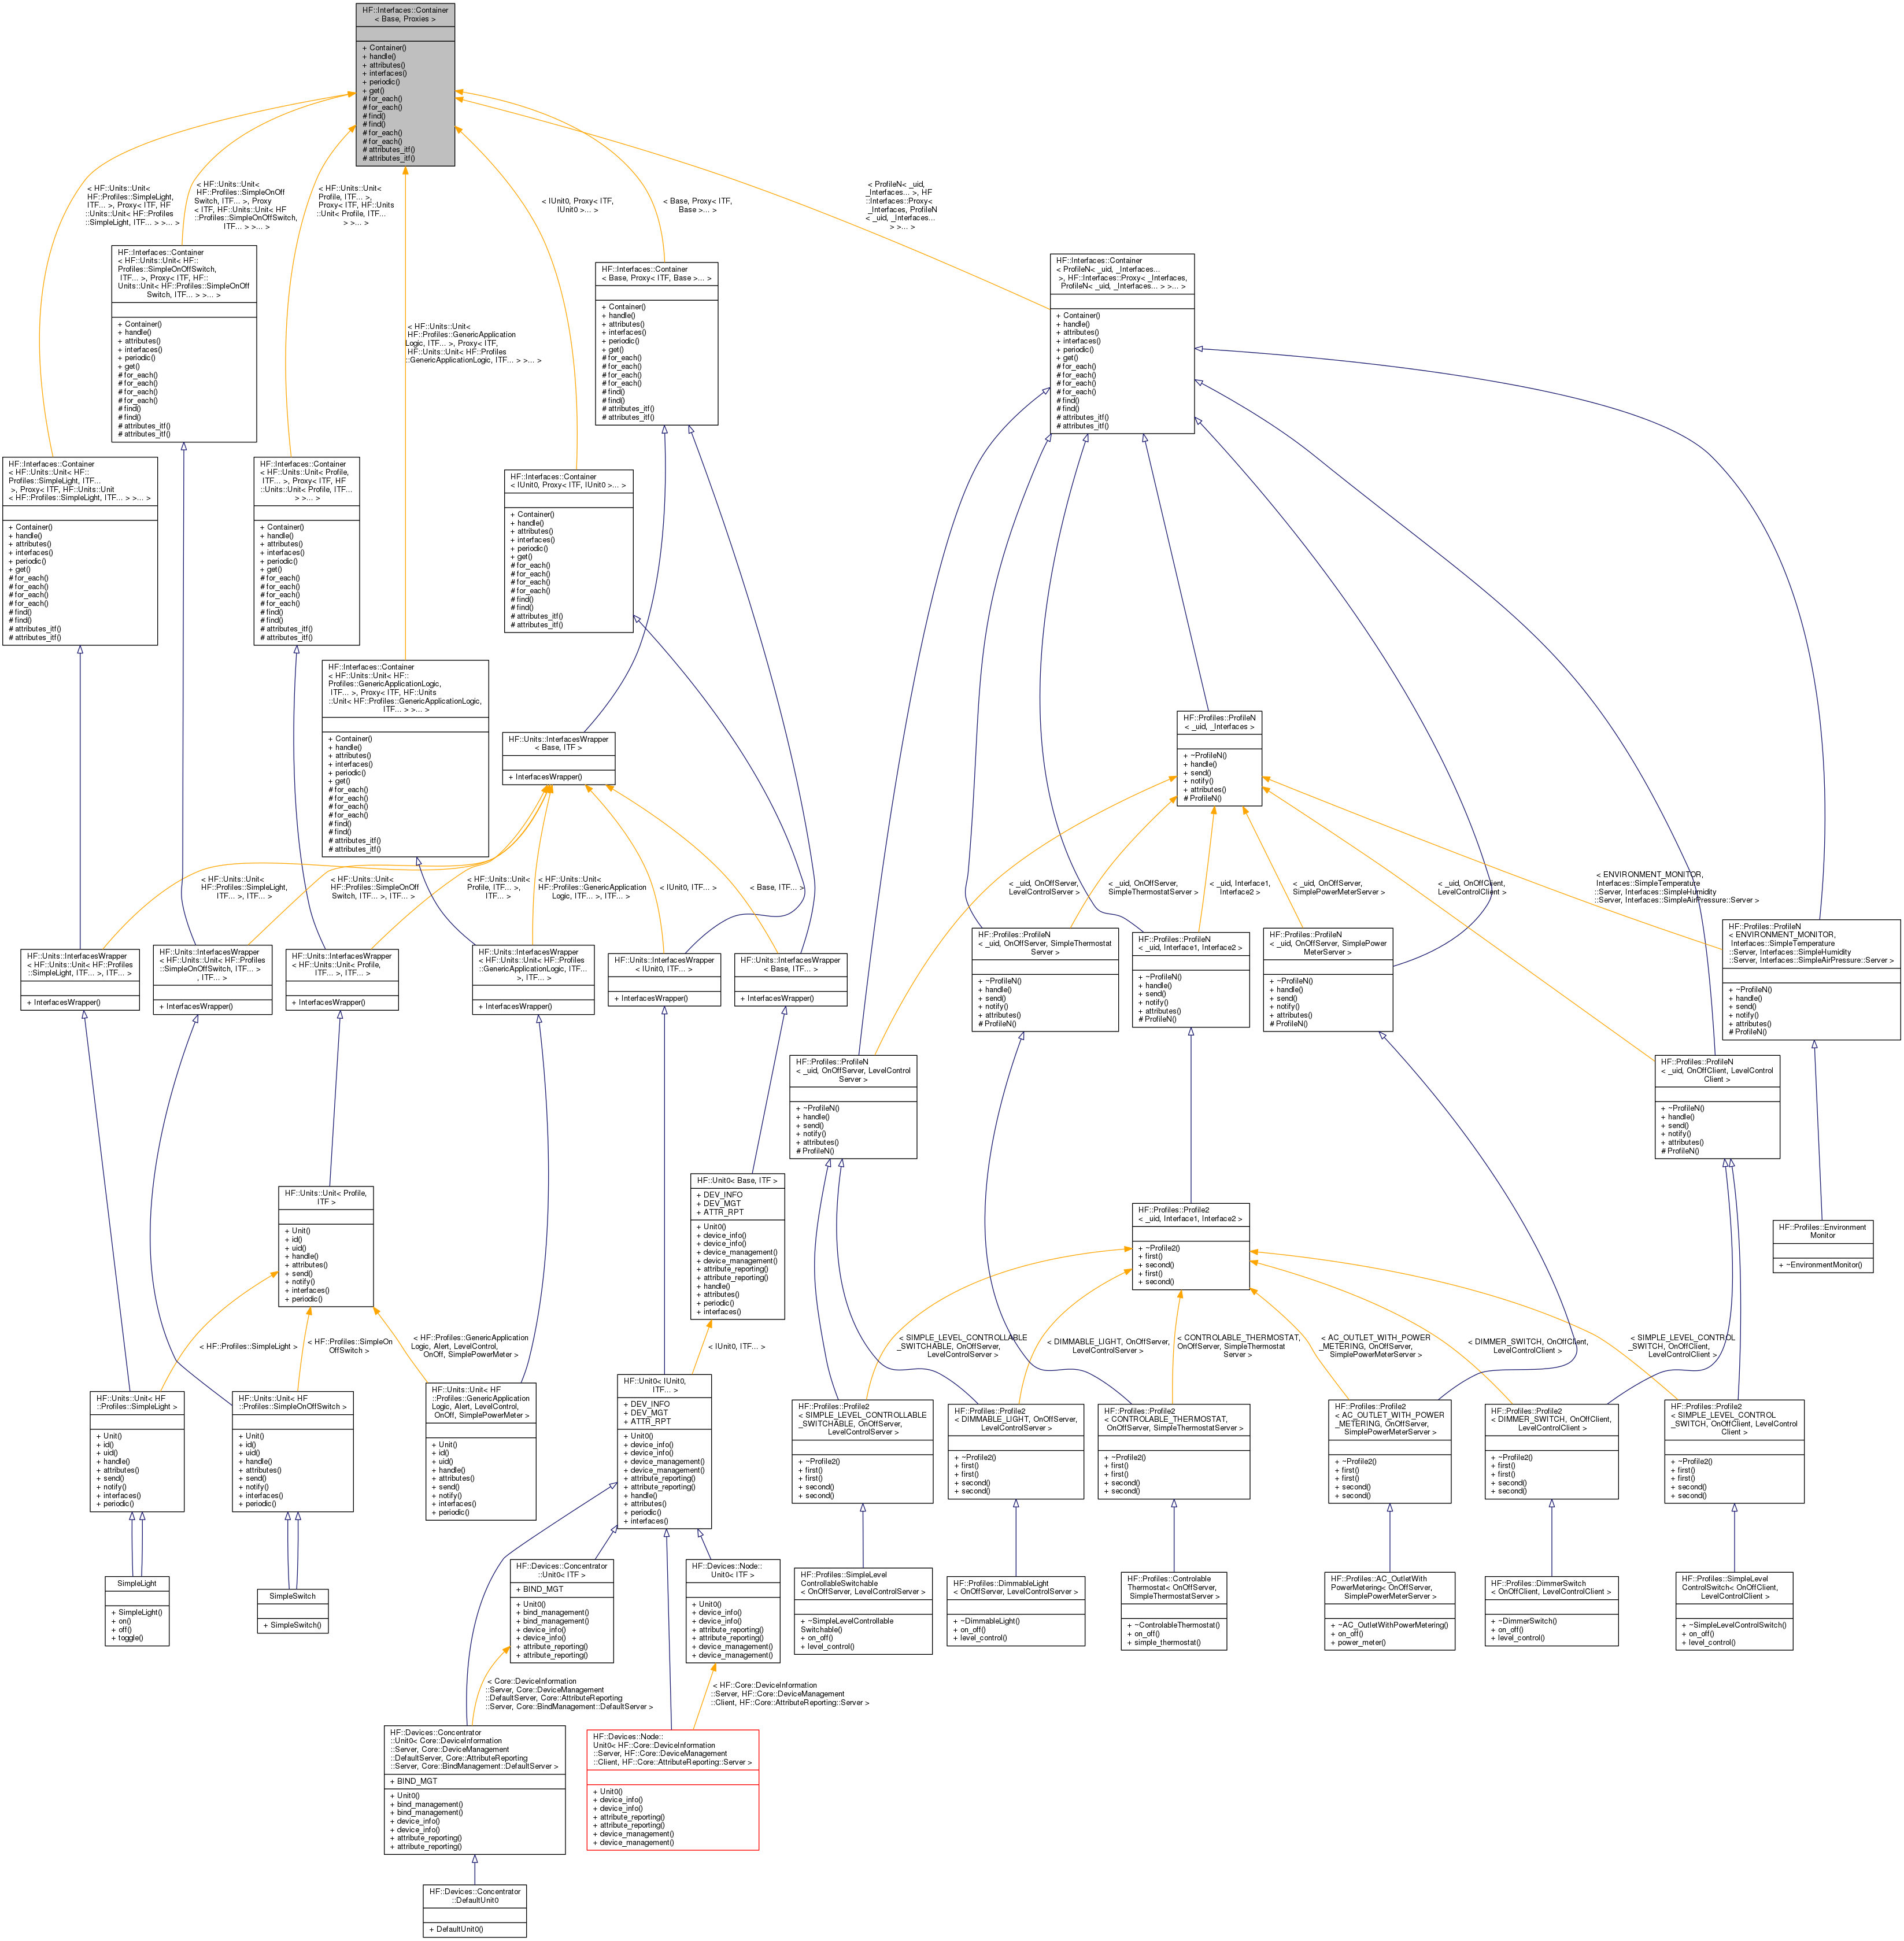 HF::Interfaces::Container
< Base, Proxies >
+ Container()
+ handle()
+ attributes()
+ interfaces()
+ periodic()
+ get()
# for_each()
# for_each()
# find()
# find()
# for_each()
# for_each()
# attributes_itf()
# attributes_itf()
< HF::Units::Unit<
HF::Profiles::SimpleLight,
ITF... >, Proxy< ITF, HF
::Units::Unit< HF::Profiles
::SimpleLight, ITF... > >... >
< HF::Units::Unit<
HF::Profiles::SimpleOnOff
Switch, ITF... >, Proxy
< ITF, HF::Units::Unit< HF
::Profiles::SimpleOnOffSwitch,
ITF... > >... >
< HF::Units::Unit<
Profile, ITF... >,
Proxy< ITF, HF::Units
::Unit< Profile, ITF...
> >... >
< HF::Units::Unit<
HF::Profiles::GenericApplication
Logic, ITF... >, Proxy< ITF,
HF::Units::Unit< HF::Profiles
::GenericApplicationLogic, ITF... > >... >
< IUnit0, Proxy< ITF,
IUnit0 >... >
< Base, Proxy< ITF,
Base >... >
< ProfileN< _uid,
_Interfaces... >, HF
::Interfaces::Proxy<
_Interfaces, ProfileN
< _uid, _Interfaces...
> >... >
HF::Interfaces::Container
< HF::Units::Unit< HF::
Profiles::SimpleOnOffSwitch,
ITF... >, Proxy< ITF, HF::
Units::Unit< HF::Profiles::SimpleOnOff
Switch, ITF... > >... >
+ Container()
+ handle()
+ attributes()
+ interfaces()
+ periodic()
+ get()
# for_each()
# for_each()
# for_each()
# for_each()
# find()
# find()
# attributes_itf()
# attributes_itf()
HF::Interfaces::Container
< Base, Proxy< ITF, Base >... >
+ Container()
+ handle()
+ attributes()
+ interfaces()
+ periodic()
+ get()
# for_each()
# for_each()
# for_each()
# for_each()
# find()
# find()
# attributes_itf()
# attributes_itf()
HF::Interfaces::Container
< ProfileN< _uid, _Interfaces...
>, HF::Interfaces::Proxy< _Interfaces,
ProfileN< _uid, _Interfaces... > >... >
+ Container()
+ handle()
+ attributes()
+ interfaces()
+ periodic()
+ get()
# for_each()
# for_each()
# for_each()
# for_each()
# find()
# find()
# attributes_itf()
# attributes_itf()
HF::Interfaces::Container
< HF::Units::Unit< HF::
Profiles::SimpleLight, ITF...
>, Proxy< ITF, HF::Units::Unit
< HF::Profiles::SimpleLight, ITF... > >... >
+ Container()
+ handle()
+ attributes()
+ interfaces()
+ periodic()
+ get()
# for_each()
# for_each()
# for_each()
# for_each()
# find()
# find()
# attributes_itf()
# attributes_itf()
HF::Interfaces::Container
< HF::Units::Unit< Profile,
ITF... >, Proxy< ITF, HF
::Units::Unit< Profile, ITF...
> >... >
+ Container()
+ handle()
+ attributes()
+ interfaces()
+ periodic()
+ get()
# for_each()
# for_each()
# for_each()
# for_each()
# find()
# find()
# attributes_itf()
# attributes_itf()
HF::Interfaces::Container
< IUnit0, Proxy< ITF, IUnit0 >... >
+ Container()
+ handle()
+ attributes()
+ interfaces()
+ periodic()
+ get()
# for_each()
# for_each()
# for_each()
# for_each()
# find()
# find()
# attributes_itf()
# attributes_itf()
HF::Interfaces::Container
< HF::Units::Unit< HF::
Profiles::GenericApplicationLogic,
ITF... >, Proxy< ITF, HF::Units
::Unit< HF::Profiles::GenericApplicationLogic,
ITF... > >... >
+ Container()
+ handle()
+ attributes()
+ interfaces()
+ periodic()
+ get()
# for_each()
# for_each()
# for_each()
# for_each()
# find()
# find()
# attributes_itf()
# attributes_itf()
HF::Units::InterfacesWrapper
< Base, ITF >
+ InterfacesWrapper()
HF::Profiles::ProfileN
< _uid, _Interfaces >
+ ~ProfileN()
+ handle()
+ send()
+ notify()
+ attributes()
# ProfileN()
< HF::Units::Unit<
HF::Profiles::SimpleLight,
ITF... >, ITF... >
< HF::Units::Unit<
HF::Profiles::SimpleOnOff
Switch, ITF... >, ITF... >
< HF::Units::Unit<
Profile, ITF... >,
ITF... >
< HF::Units::Unit<
HF::Profiles::GenericApplication
Logic, ITF... >, ITF... >
< IUnit0, ITF... >
< Base, ITF... >
< _uid, OnOffServer,
LevelControlServer >
< _uid, OnOffServer,
SimpleThermostatServer >
< _uid, Interface1,
Interface2 >
< _uid, OnOffServer,
SimplePowerMeterServer >
< _uid, OnOffClient,
LevelControlClient >
< ENVIRONMENT_MONITOR,
Interfaces::SimpleTemperature
::Server, Interfaces::SimpleHumidity
::Server, Interfaces::SimpleAirPressure::Server >
HF::Units::InterfacesWrapper
< HF::Units::Unit< HF::Profiles
::SimpleLight, ITF... >, ITF... >
+ InterfacesWrapper()
HF::Units::InterfacesWrapper
< HF::Units::Unit< HF::Profiles
::SimpleOnOffSwitch, ITF... >
, ITF... >
+ InterfacesWrapper()
HF::Units::InterfacesWrapper
< HF::Units::Unit< Profile,
ITF... >, ITF... >
+ InterfacesWrapper()
HF::Units::InterfacesWrapper
< HF::Units::Unit< HF::Profiles
::GenericApplicationLogic, ITF...
>, ITF... >
+ InterfacesWrapper()
HF::Units::InterfacesWrapper
< IUnit0, ITF... >
+ InterfacesWrapper()
HF::Units::InterfacesWrapper
< Base, ITF... >
+ InterfacesWrapper()
HF::Profiles::ProfileN
< _uid, OnOffServer, SimpleThermostat
Server >
+ ~ProfileN()
+ handle()
+ send()
+ notify()
+ attributes()
# ProfileN()
HF::Profiles::ProfileN
< _uid, Interface1, Interface2 >
+ ~ProfileN()
+ handle()
+ send()
+ notify()
+ attributes()
# ProfileN()
HF::Profiles::ProfileN
< _uid, OnOffServer, SimplePower
MeterServer >
+ ~ProfileN()
+ handle()
+ send()
+ notify()
+ attributes()
# ProfileN()
HF::Profiles::ProfileN
< ENVIRONMENT_MONITOR,
Interfaces::SimpleTemperature
::Server, Interfaces::SimpleHumidity
::Server, Interfaces::SimpleAirPressure::Server >
+ ~ProfileN()
+ handle()
+ send()
+ notify()
+ attributes()
# ProfileN()
HF::Profiles::ProfileN
< _uid, OnOffServer, LevelControl
Server >
+ ~ProfileN()
+ handle()
+ send()
+ notify()
+ attributes()
# ProfileN()
HF::Profiles::ProfileN
< _uid, OnOffClient, LevelControl
Client >
+ ~ProfileN()
+ handle()
+ send()
+ notify()
+ attributes()
# ProfileN()
HF::Units::Unit< Profile,
ITF >
+ Unit()
+ id()
+ uid()
+ handle()
+ attributes()
+ send()
+ notify()
+ interfaces()
+ periodic()
HF::Unit0< Base, ITF >
+ DEV_INFO
+ DEV_MGT
+ ATTR_RPT
+ Unit0()
+ device_info()
+ device_info()
+ device_management()
+ device_management()
+ attribute_reporting()
+ attribute_reporting()
+ handle()
+ attributes()
+ periodic()
+ interfaces()
HF::Profiles::Profile2
< _uid, Interface1, Interface2 >
+ ~Profile2()
+ first()
+ second()
+ first()
+ second()
HF::Profiles::Environment
Monitor
+ ~EnvironmentMonitor()
< HF::Profiles::SimpleLight >
< HF::Profiles::SimpleOn
OffSwitch >
< HF::Profiles::GenericApplication
Logic, Alert, LevelControl,
OnOff, SimplePowerMeter >
< IUnit0, ITF... >
< SIMPLE_LEVEL_CONTROLLABLE
_SWITCHABLE, OnOffServer,
LevelControlServer >
< DIMMABLE_LIGHT, OnOffServer,
LevelControlServer >
< CONTROLABLE_THERMOSTAT,
OnOffServer, SimpleThermostat
Server >
< AC_OUTLET_WITH_POWER
_METERING, OnOffServer,
SimplePowerMeterServer >
< DIMMER_SWITCH, OnOffClient,
LevelControlClient >
< SIMPLE_LEVEL_CONTROL
_SWITCH, OnOffClient,
LevelControlClient >
HF::Units::Unit< HF
::Profiles::SimpleLight >
+ Unit()
+ id()
+ uid()
+ handle()
+ attributes()
+ send()
+ notify()
+ interfaces()
+ periodic()
HF::Units::Unit< HF
::Profiles::SimpleOnOffSwitch >
+ Unit()
+ id()
+ uid()
+ handle()
+ attributes()
+ send()
+ notify()
+ interfaces()
+ periodic()
HF::Units::Unit< HF
::Profiles::GenericApplication
Logic, Alert, LevelControl,
OnOff, SimplePowerMeter >
+ Unit()
+ id()
+ uid()
+ handle()
+ attributes()
+ send()
+ notify()
+ interfaces()
+ periodic()
HF::Unit0< IUnit0,
ITF... >
+ DEV_INFO
+ DEV_MGT
+ ATTR_RPT
+ Unit0()
+ device_info()
+ device_info()
+ device_management()
+ device_management()
+ attribute_reporting()
+ attribute_reporting()
+ handle()
+ attributes()
+ periodic()
+ interfaces()
HF::Profiles::Profile2
< SIMPLE_LEVEL_CONTROLLABLE
_SWITCHABLE, OnOffServer,
LevelControlServer >
+ ~Profile2()
+ first()
+ first()
+ second()
+ second()
HF::Profiles::Profile2
< DIMMABLE_LIGHT, OnOffServer,
LevelControlServer >
+ ~Profile2()
+ first()
+ first()
+ second()
+ second()
HF::Profiles::Profile2
< CONTROLABLE_THERMOSTAT,
OnOffServer, SimpleThermostatServer >
+ ~Profile2()
+ first()
+ first()
+ second()
+ second()
HF::Profiles::Profile2
< AC_OUTLET_WITH_POWER
_METERING, OnOffServer,
SimplePowerMeterServer >
+ ~Profile2()
+ first()
+ first()
+ second()
+ second()
HF::Profiles::Profile2
< DIMMER_SWITCH, OnOffClient,
LevelControlClient >
+ ~Profile2()
+ first()
+ first()
+ second()
+ second()
HF::Profiles::Profile2
< SIMPLE_LEVEL_CONTROL
_SWITCH, OnOffClient, LevelControl
Client >
+ ~Profile2()
+ first()
+ first()
+ second()
+ second()
SimpleLight
+ SimpleLight()
+ on()
+ off()
+ toggle()
SimpleSwitch
+ SimpleSwitch()
HF::Devices::Concentrator
::Unit0< ITF >
+ BIND_MGT
+ Unit0()
+ bind_management()
+ bind_management()
+ device_info()
+ device_info()
+ attribute_reporting()
+ attribute_reporting()
HF::Devices::Node::
Unit0< ITF >
+ Unit0()
+ device_info()
+ device_info()
+ attribute_reporting()
+ attribute_reporting()
+ device_management()
+ device_management()
HF::Profiles::SimpleLevel
ControllableSwitchable
< OnOffServer, LevelControlServer >
+ ~SimpleLevelControllable
Switchable()
+ on_off()
+ level_control()
HF::Profiles::DimmableLight
< OnOffServer, LevelControlServer >
+ ~DimmableLight()
+ on_off()
+ level_control()
HF::Profiles::Controlable
Thermostat< OnOffServer,
SimpleThermostatServer >
+ ~ControlableThermostat()
+ on_off()
+ simple_thermostat()
HF::Profiles::AC_OutletWith
PowerMetering< OnOffServer,
SimplePowerMeterServer >
+ ~AC_OutletWithPowerMetering()
+ on_off()
+ power_meter()
HF::Profiles::DimmerSwitch
< OnOffClient, LevelControlClient >
+ ~DimmerSwitch()
+ on_off()
+ level_control()
HF::Profiles::SimpleLevel
ControlSwitch< OnOffClient,
LevelControlClient >
+ ~SimpleLevelControlSwitch()
+ on_off()
+ level_control()
< Core::DeviceInformation
::Server, Core::DeviceManagement
::DefaultServer, Core::AttributeReporting
::Server, Core::BindManagement::DefaultServer >
< HF::Core::DeviceInformation
::Server, HF::Core::DeviceManagement
::Client, HF::Core::AttributeReporting::Server >
HF::Devices::Concentrator
::Unit0< Core::DeviceInformation
::Server, Core::DeviceManagement
::DefaultServer, Core::AttributeReporting
::Server, Core::BindManagement::DefaultServer >
+ BIND_MGT
+ Unit0()
+ bind_management()
+ bind_management()
+ device_info()
+ device_info()
+ attribute_reporting()
+ attribute_reporting()
HF::Devices::Node::
Unit0< HF::Core::DeviceInformation
::Server, HF::Core::DeviceManagement
::Client, HF::Core::AttributeReporting::Server >
+ Unit0()
+ device_info()
+ device_info()
+ attribute_reporting()
+ attribute_reporting()
+ device_management()
+ device_management()
HF::Devices::Concentrator
::DefaultUnit0
+ DefaultUnit0()